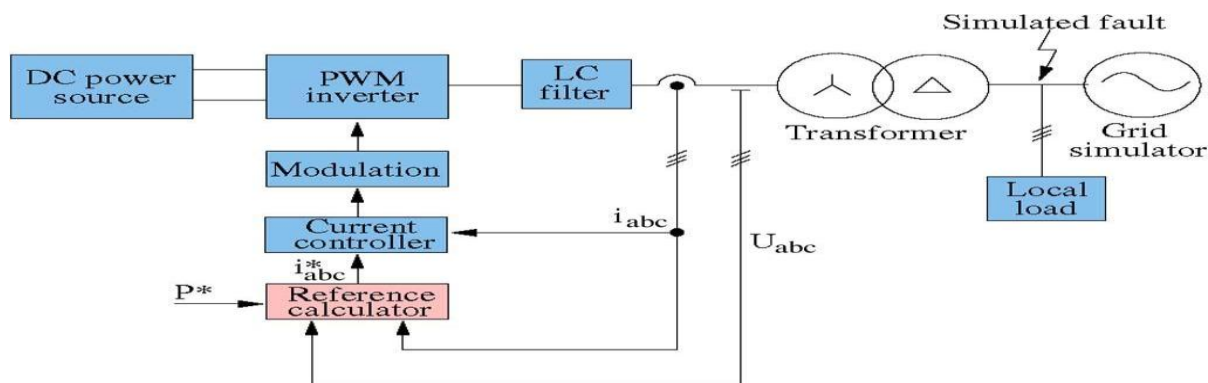 Simulated fault
DC power
source
PWM
inverter
LC
filter
Transformer
Grid
simulator
Modulation
Local
load
Current
controller
i abc
U abc
i*abc
P*
Reference
calculator